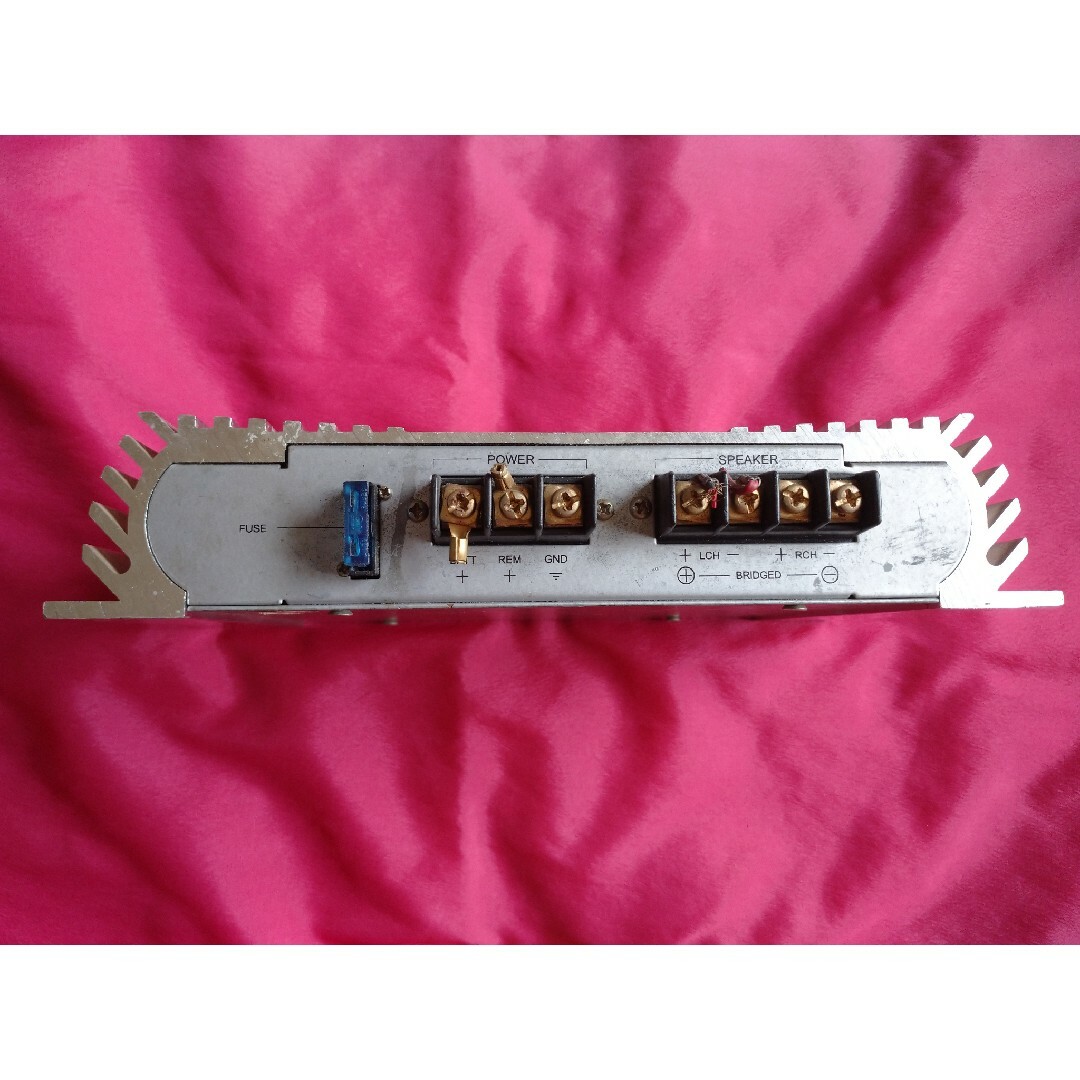 POWER
SPEAKER
FUSE
REM
GND
+ +
+ LCH − + RCH −
+ BRIDGED −